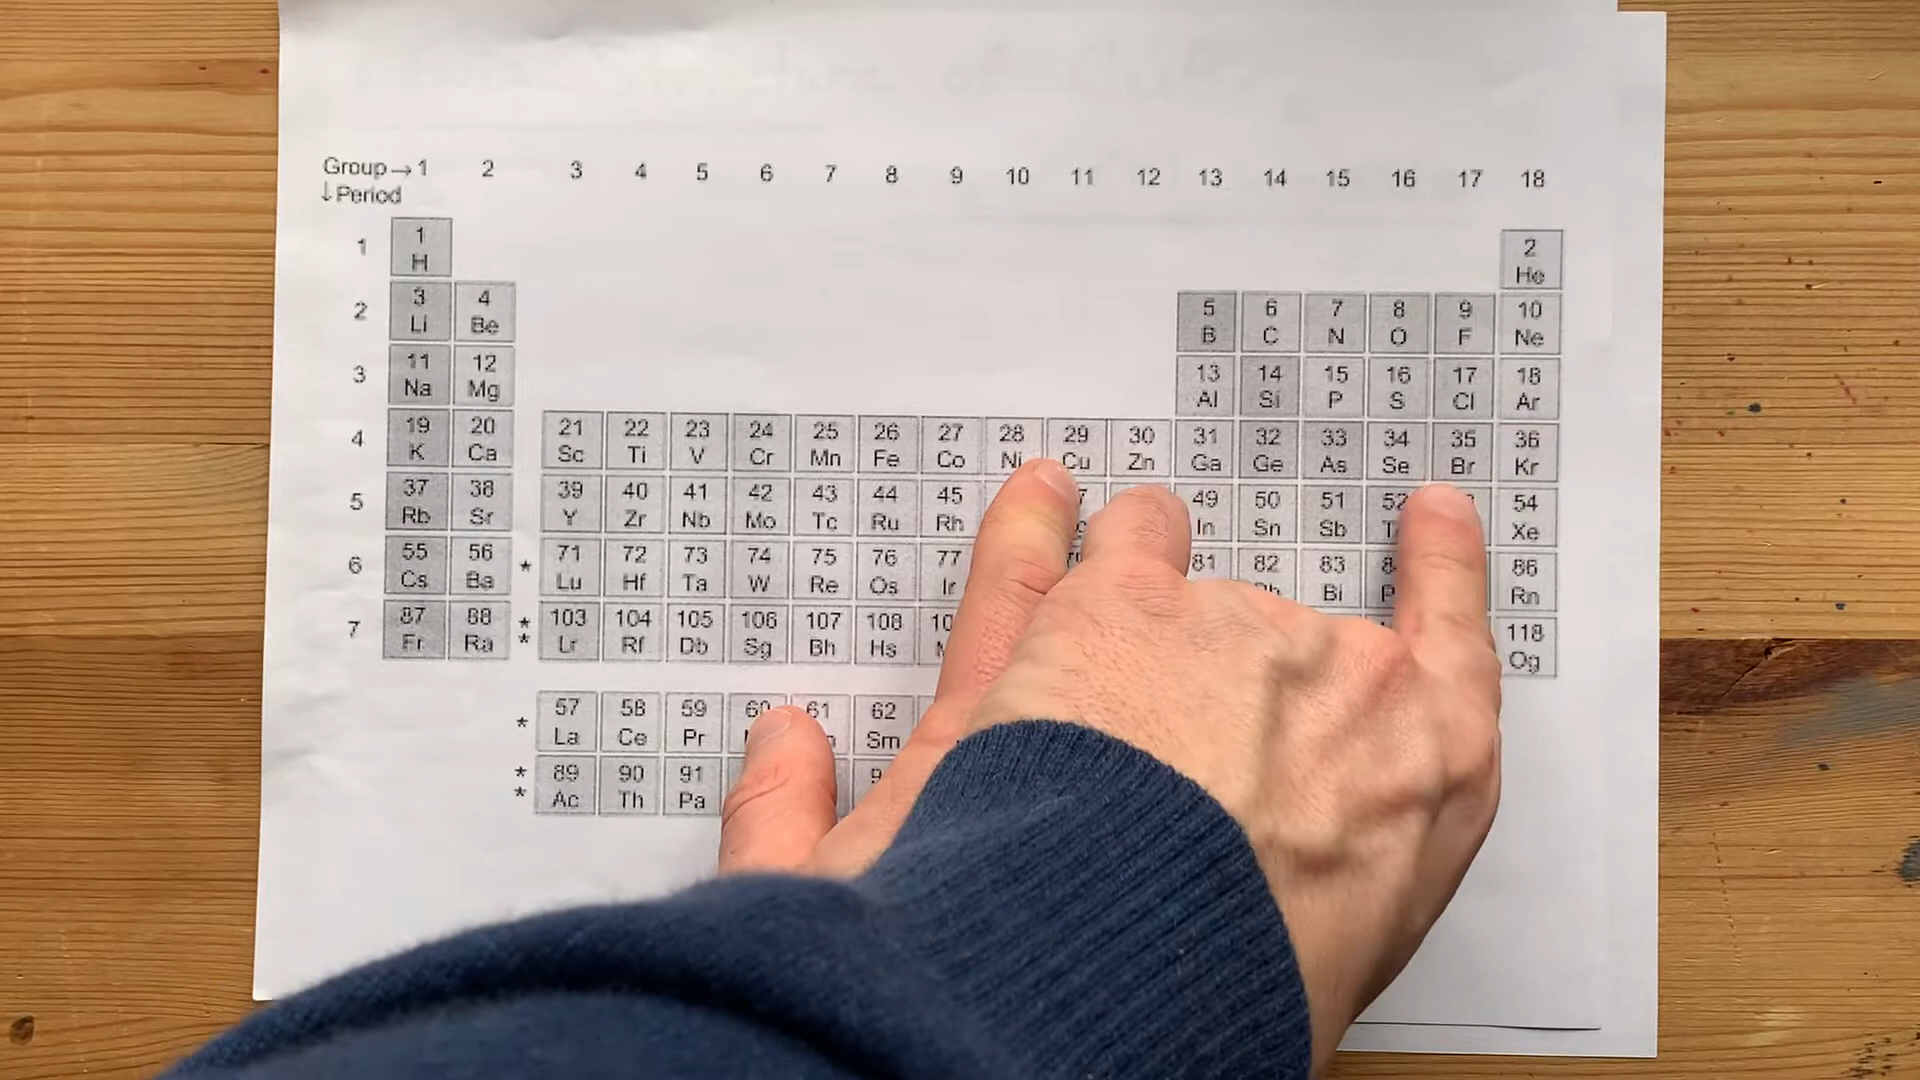 Group→ 1 2 3 4 5 6 7 8 9 10 11 12 13 14 15 16 17 18
↓Period
1 1 2
H He
2 3 4 5 6 7 8 9 10
Li Be B C N O F Ne
3 11 12 13 14 15 16 17 18
Na Mg Al Si P S Cl Ar
4 19 20 21 22 23 24 25 26 27 28 29 30 31 32 33 34 35 36
K Ca Sc Ti V Cr Mn Fe Co Ni Cu Zn Ga Ge As Se Br Kr
5 37 38 39 40 41 42 43 44 45 49 50 51 52 54
Rb Sr Y Zr Nb Mo Tc Ru Rh In Sn Sb Xe
6 55 56 * 71 72 73 74 75 76 77 81 82 83 86
Cs Ba Lu Hf Ta W Re Os Ir Bi Rn
7 87 88 * * 103 104 105 106 107 108 118
Fr Ra Lr Rf Db Sg Bh Hs Og
* 57 58 59 60 61 62
La Ce Pr Sm
* * 89 90 91
Ac Th Pa